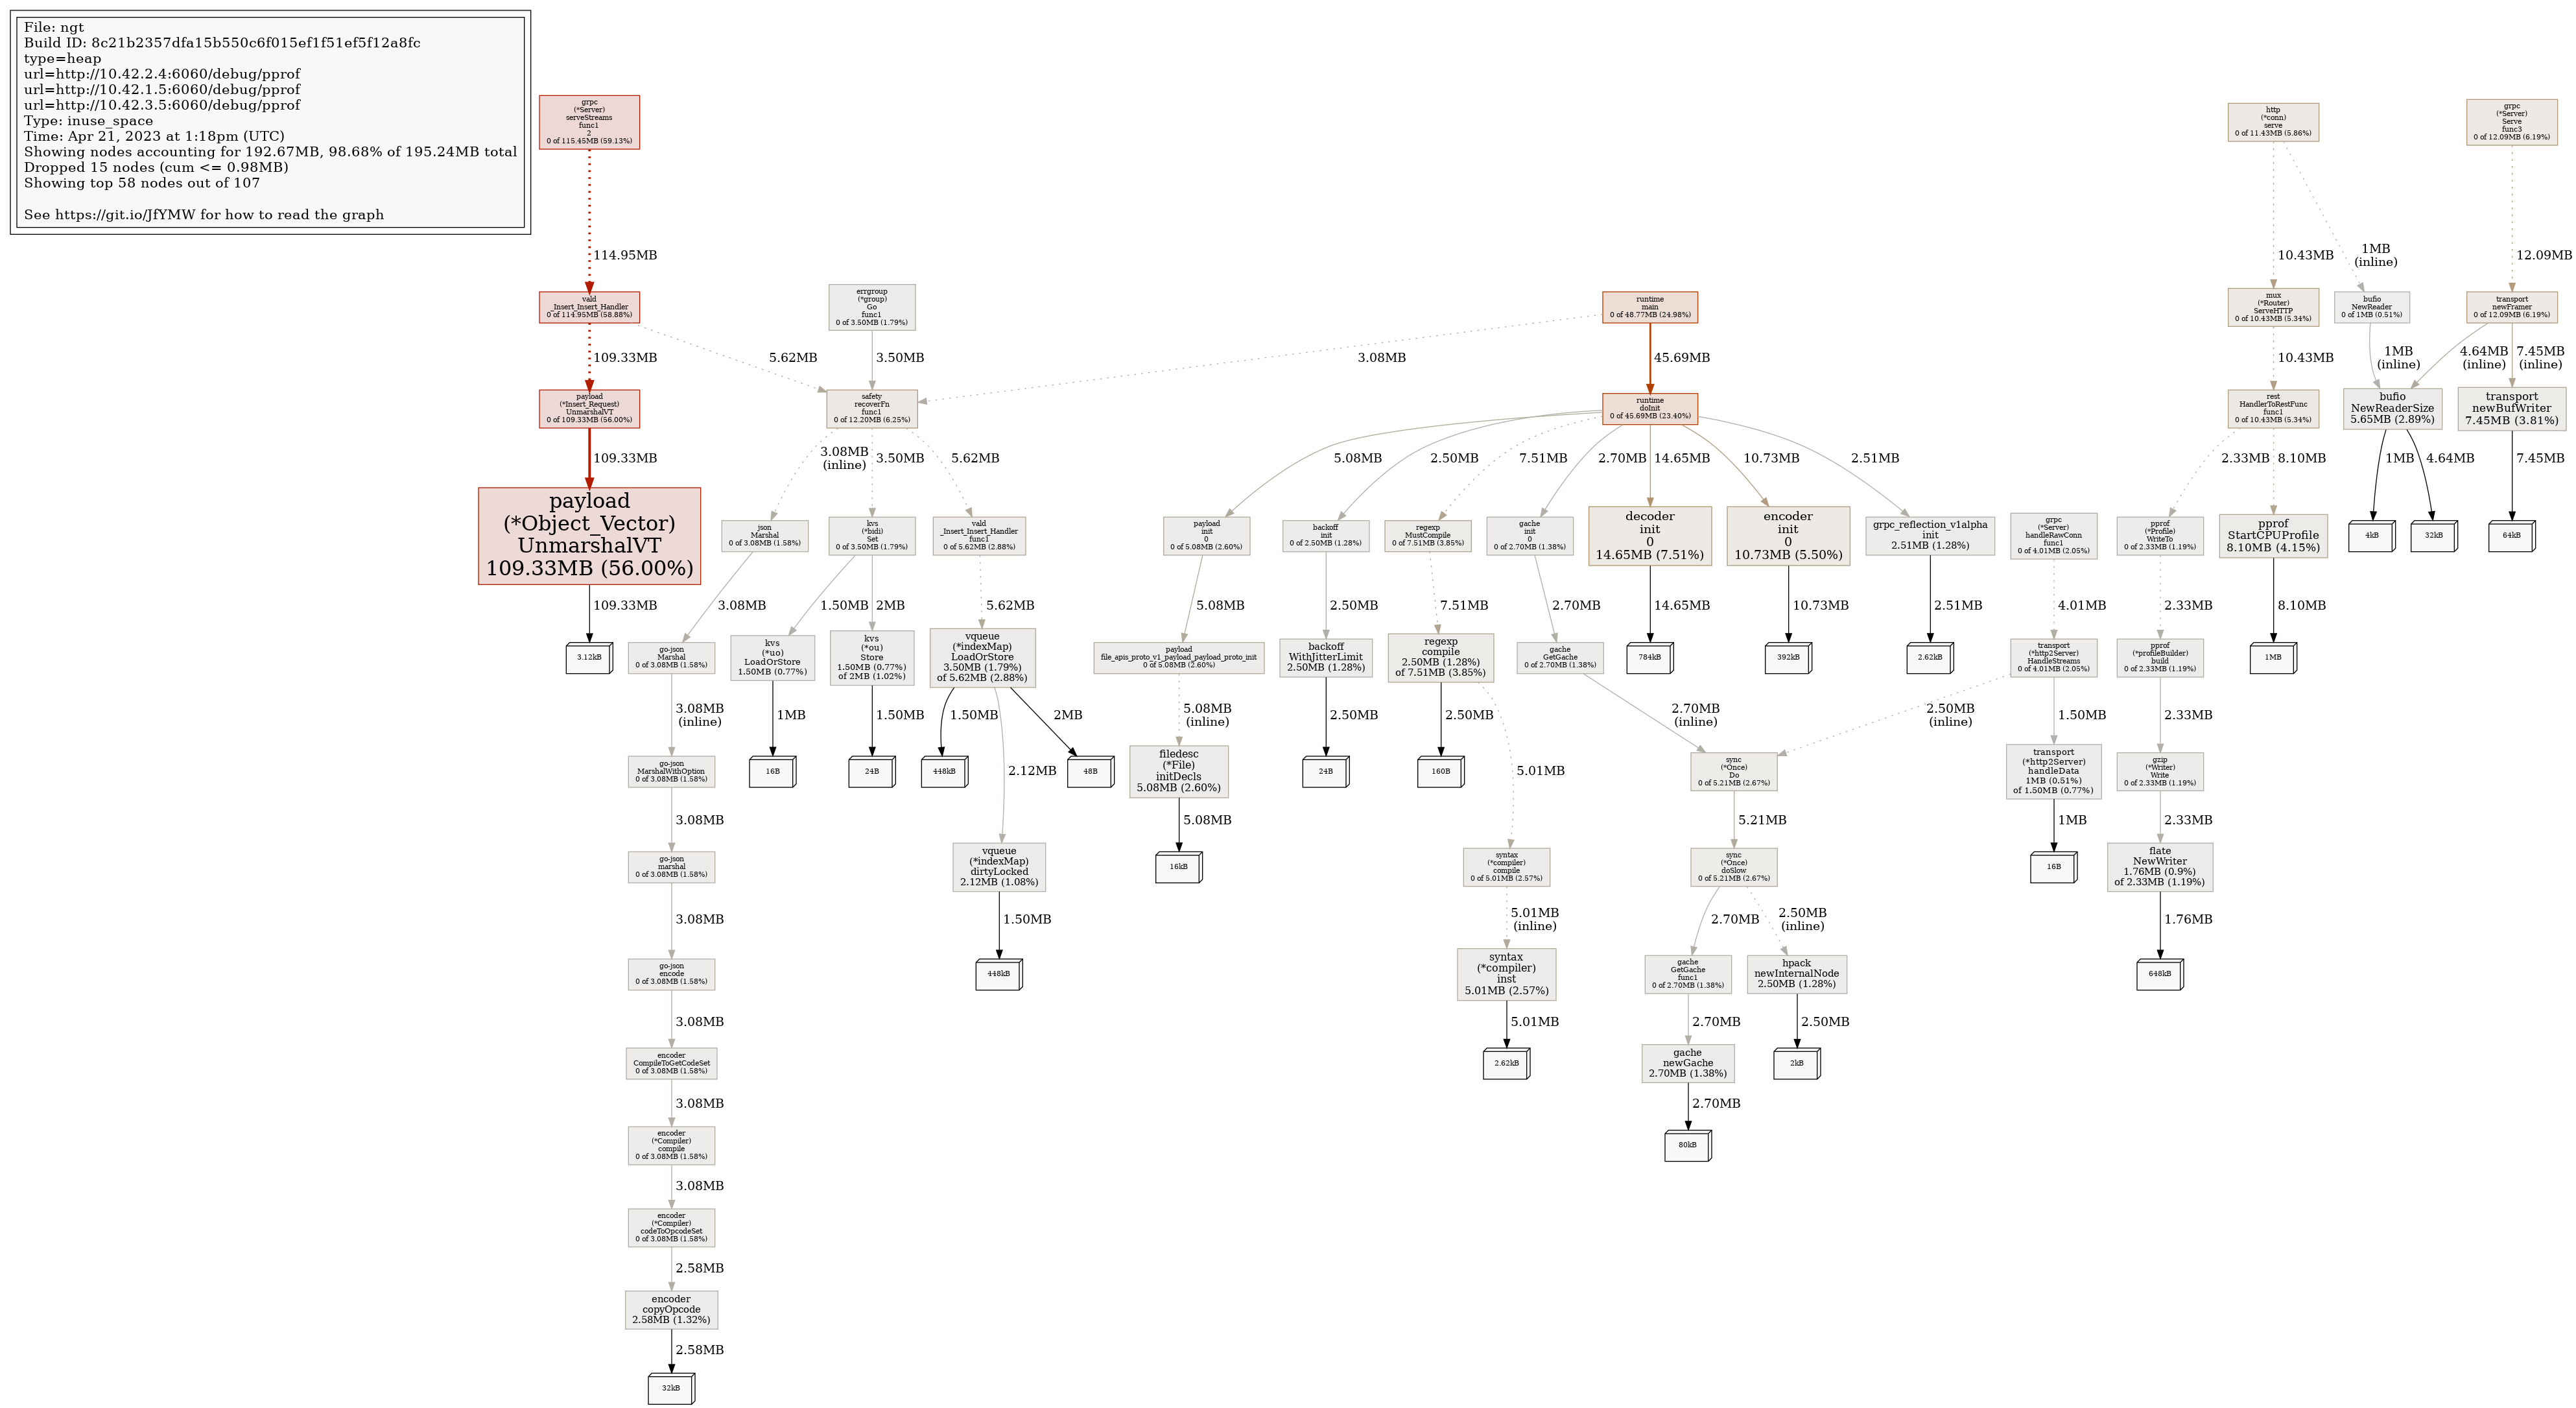 File: ngt
Build ID: 8c21b2357dfa15b550c6f015ef1f51ef5f12a8fc
type=heap
url=http://10.42.2.4:6060/debug/pprof
url=http://10.42.1.5:6060/debug/pprof
url=http://10.42.3.5:6060/debug/pprof
Type: inuse_space
Time: Apr 21, 2023 at 1:18pm (UTC)
Showing nodes accounting for 192.67MB, 98.68% of 195.24MB total
Dropped 15 nodes (cum <= 0.98MB)
Showing top 58 nodes out of 107
See https://git.io/JfYMW for how to read the graph
grpc
(*Server)
serveStreams
func1
2
0 of 115.45MB (59.13%)
http
(*conn)
serve
0 of 11.43MB (5.86%)
grpc
(*Server)
Serve
func3
0 of 12.09MB (6.19%)
114.95MB
10.43MB
1MB
(inline)
12.09MB
vald
_Insert_Insert_Handler
0 of 114.95MB (58.88%)
errgroup
(*group)
Go
func1
0 of 3.50MB (1.79%)
runtime
main
0 of 48.77MB (24.98%)
mux
(*Router)
ServeHTTP
0 of 10.43MB (5.34%)
bufio
NewReader
0 of 1MB (0.51%)
transport
newFramer
0 of 12.09MB (6.19%)
109.33MB
5.62MB
3.50MB
3.08MB
45.69MB
10.43MB
1MB
(inline)
4.64MB
(inline)
7.45MB
(inline)
payload
(*Insert_Request)
UnmarshalVT
0 of 109.33MB (56.00%)
safety
recoverFn
func1
0 of 12.20MB (6.25%)
runtime
doInit
0 of 45.69MB (23.40%)
rest
HandlerToRestFunc
func1
0 of 10.43MB (5.34%)
bufio
NewReaderSize
5.65MB (2.89%)
transport
newBufWriter
7.45MB (3.81%)
109.33MB
3.08MB
(inline)
3.50MB
5.62MB
5.08MB
2.50MB
7.51MB
2.70MB
14.65MB
10.73MB
2.51MB
2.33MB
8.10MB
1MB
4.64MB
7.45MB
payload
(*Object_Vector)
UnmarshalVT
109.33MB (56.00%)
json
Marshal
0 of 3.08MB (1.58%)
kvs
(*bidi)
Set
0 of 3.50MB (1.79%)
vald
_Insert_Insert_Handler
func1
0 of 5.62MB (2.88%)
payload
init
0
0 of 5.08MB (2.60%)
backoff
init
0 of 2.50MB (1.28%)
regexp
MustCompile
0 of 7.51MB (3.85%)
gache
init
0
0 of 2.70MB (1.38%)
decoder
init
0
14.65MB (7.51%)
encoder
init
0
10.73MB (5.50%)
grpc_reflection_v1alpha
init
2.51MB (1.28%)
grpc
(*Server)
handleRawConn
func1
0 of 4.01MB (2.05%)
pprof
(*Profile)
WriteTo
0 of 2.33MB (1.19%)
pprof
StartCPUProfile
8.10MB (4.15%)
4kB
32kB
64kB
109.33MB
3.08MB
1.50MB
2MB
5.62MB
5.08MB
2.50MB
7.51MB
2.70MB
14.65MB
10.73MB
2.51MB
4.01MB
2.33MB
8.10MB
3.12kB
go-json
Marshal
0 of 3.08MB (1.58%)
kvs
(*uo)
LoadOrStore
1.50MB (0.77%)
kvs
(*ou)
Store
1.50MB (0.77%)
of 2MB (1.02%)
vqueue
(*indexMap)
LoadOrStore
3.50MB (1.79%)
of 5.62MB (2.88%)
payload
file_apis_proto_v1_payload_payload_proto_init
0 of 5.08MB (2.60%)
backoff
WithJitterLimit
2.50MB (1.28%)
regexp
compile
2.50MB (1.28%)
of 7.51MB (3.85%)
gache
GetGache
0 of 2.70MB (1.38%)
784kB
392kB
2.62kB
transport
(*http2Server)
HandleStreams
0 of 4.01MB (2.05%)
pprof
(*profileBuilder)
build
0 of 2.33MB (1.19%)
1MB
3.08MB
(inline)
1MB
1.50MB
1.50MB
2MB
5.08MB
(inline)
2.50MB
2.50MB
2.70MB
(inline)
2.50MB
(inline)
1.50MB
2.33MB
go-json
MarshalWithOption
0 of 3.08MB (1.58%)
16B
24B
448kB
2.12MB
48B
filedesc
(*File)
initDecls
5.08MB (2.60%)
24B
160B
5.01MB
sync
(*Once)
Do
0 of 5.21MB (2.67%)
transport
(*http2Server)
handleData
1MB (0.51%)
of 1.50MB (0.77%)
gzip
(*Writer)
Write
0 of 2.33MB (1.19%)
3.08MB
5.08MB
5.21MB
1MB
2.33MB
go-json
marshal
0 of 3.08MB (1.58%)
vqueue
(*indexMap)
dirtyLocked
2.12MB (1.08%)
16kB
syntax
(*compiler)
compile
0 of 5.01MB (2.57%)
sync
(*Once)
doSlow
0 of 5.21MB (2.67%)
16B
flate
NewWriter
1.76MB (0.9%)
of 2.33MB (1.19%)
3.08MB
1.50MB
5.01MB
(inline)
2.70MB
2.50MB
(inline)
1.76MB
go-json
encode
0 of 3.08MB (1.58%)
448kB
syntax
(*compiler)
inst
5.01MB (2.57%)
gache
GetGache
func1
0 of 2.70MB (1.38%)
hpack
newInternalNode
2.50MB (1.28%)
648kB
3.08MB
5.01MB
2.70MB
2.50MB
encoder
CompileToGetCodeSet
0 of 3.08MB (1.58%)
2.62kB
gache
newGache
2.70MB (1.38%)
2kB
3.08MB
2.70MB
encoder
(*Compiler)
compile
0 of 3.08MB (1.58%)
80kB
3.08MB
encoder
(*Compiler)
codeToOpcodeSet
0 of 3.08MB (1.58%)
2.58MB
encoder
copyOpcode
2.58MB (1.32%)
2.58MB
32kB